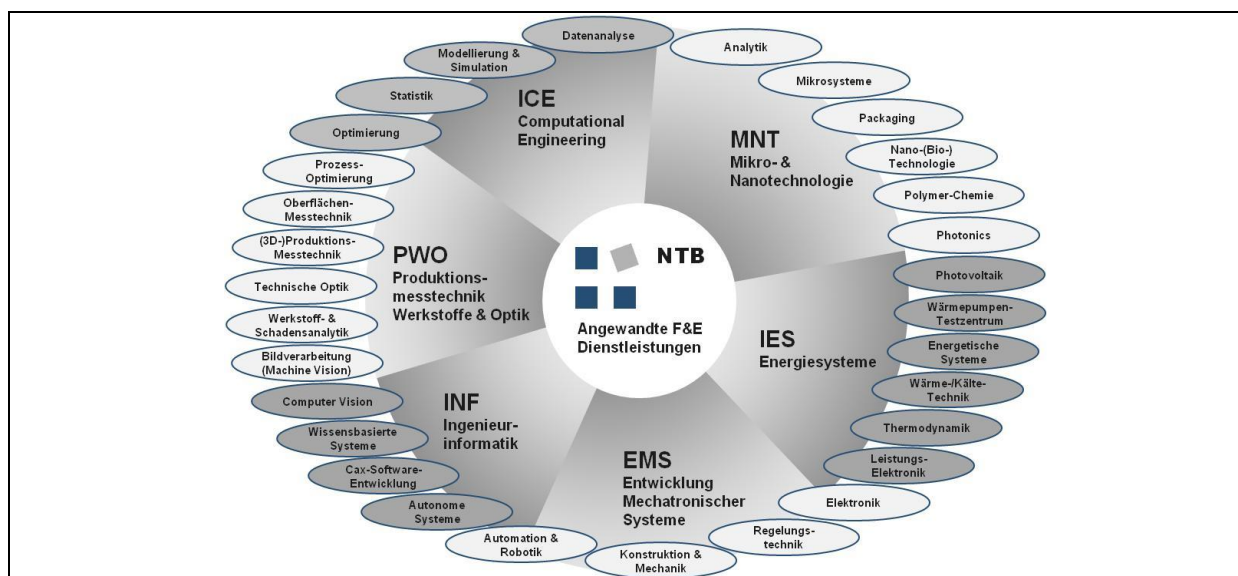 Datenanalyse
Modellierung &
Simulation
Statistik
Optimierung
ICE
Computational
Engineering
Analytik
Mikrosysteme
Packaging
Nano-(Bio-)
Technologie
Polymer-Chemie
Photonics
MNT
Mikro- &
Nanotechnologie
Prozess-
Optimierung
Oberflächen-
Messtechnik
(3D-)Produktions-
Messtechnik
Technische Optik
Werkstoff- &
Schadensanalytik
Bildverarbeitung
(Machine Vision)
PWO
Produktions-
messtechnik
Werkstoffe & Optik
NTB
Angewandte F&E
Dienstleistungen
IES
Energiesysteme
Photovoltaik
Wärmepumpen-
Testzentrum
Energetische
Systeme
Wärme-/Kälte-
Technik
Thermodynamik
Leistungs-
Elektronik
INF
Ingenieur-
informatik
Computer Vision
Wissensbasierte
Systeme
Cax-Software-
Entwicklung
Autonome
Systeme
EMS
Entwicklung
Mechatronischer
Systeme
Elektronik
Regelungs-
technik
Konstruktion &
Mechanik
Automation &
Robotik